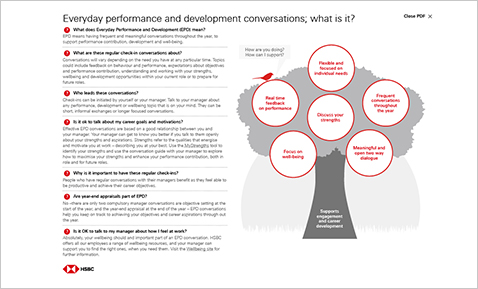 Everyday performance and development conversations; what is it?
Close PDF ×
What does Everyday Performance and Development (EPD) mean?
EPD means having frequent and meaningful conversations throughout the year, to
support performance contribution, development and well-being.
What are these regular check-in conversations about?
Conversations will vary depending on the need you have at any particular time. Topics
could include feedback on behaviour and performance, expectations about objectives
and performance contribution, understanding and working with your strengths,
wellbeing and development opportunities within your current role or to prepare for
future roles.
Who leads these conversations?
Check-ins can be initiated by yourself or your manager. Talk to your manager about
any performance, development or wellbeing topic that is on your mind. They can be
short, informal exchanges or longer focused conversations.
Is it ok to talk about my career goals and motivations?
Effective EPD conversations are based on a good relationship between you and
your manager. Your manager can get to know you better if you talk to them openly
about your strengths and aspirations. Strengths refer to the qualities that energise
and motivate you at work – describing you at your best. Use the MyStrengths tool to
identify your strengths and use the conversation guide with your manager to explore
how to maximise your strengths and enhance your performance contribution, both in
role and for future roles.
Why is it important to have these regular check-ins?
People who have regular conversations with their managers benefit as they feel able to
be productive and achieve their career objectives.
Are year-end appraisals part of EPD?
No –there are only two compulsory manager conversations are objective setting at the
start of the year, and the year-end appraisal at the end of the year – EPD conversations
help you keep on track to achieving your objectives and career aspirations through out
the year.
Is it OK to talk to my manager about how I feel at work?
Absolutely, your wellbeing should and important part of an EPD conversation. HSBC
offers all our employees a range of wellbeing resources, and your manager can
support you to find the right ones, when you need them. Visit the Wellbeing site for
further information.
HSBC
How are you doing?
How can I support?
Flexible and
focused on
individual needs
Real time
feedback
on performance
Frequent
conversations
throughout
the year
Discuss your
strengths
Focus on
well-being
Meaningful and
open two way
dialogue
Supports
engagement
and career
development